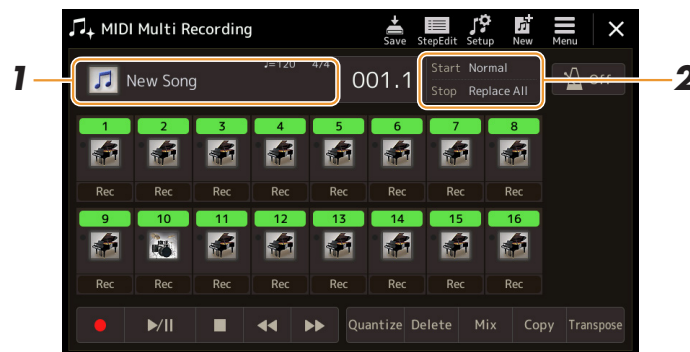 MIDI Multi Recording
Save StepEdit Setup New Menu
1
♩=120 4/4
New Song
001.1
Start Normal
Stop Replace All
Off
2
1 2 3 4 5 6 7 8
Rec Rec Rec Rec Rec Rec Rec Rec
9 10 11 12 13 14 15 16
Rec Rec Rec Rec Rec Rec Rec Rec
Quantize Delete Mix Copy Transpose